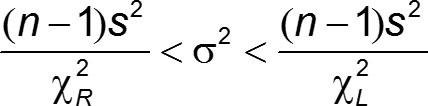 (n − 1)s² / χ²_R < σ² < (n − 1)s² / χ²_L